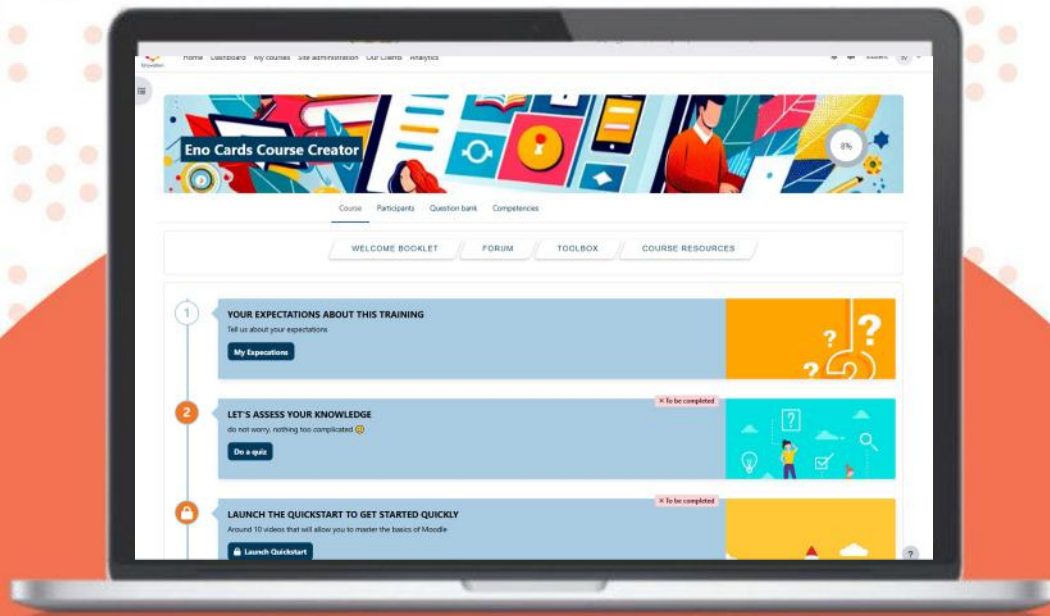 Home Dashboard My courses Site administration Our Clients Analytics
Eno Cards Course Creator
8%
Course Participants Question bank Competencies
WELCOME BOOKLET FORUM TOOLBOX COURSE RESOURCES
1
YOUR EXPECTATIONS ABOUT THIS TRAINING
Tell us about your expectations
My Expecations
? ? ?
2
× To be completed
LET'S ASSESS YOUR KNOWLEDGE
do not worry, nothing too complicated 🙂
Do a quiz
?
× To be completed
LAUNCH THE QUICKSTART TO GET STARTED QUICKLY
Around 10 videos that will allow you to master the basics of Moodle
Launch Quickstart
?